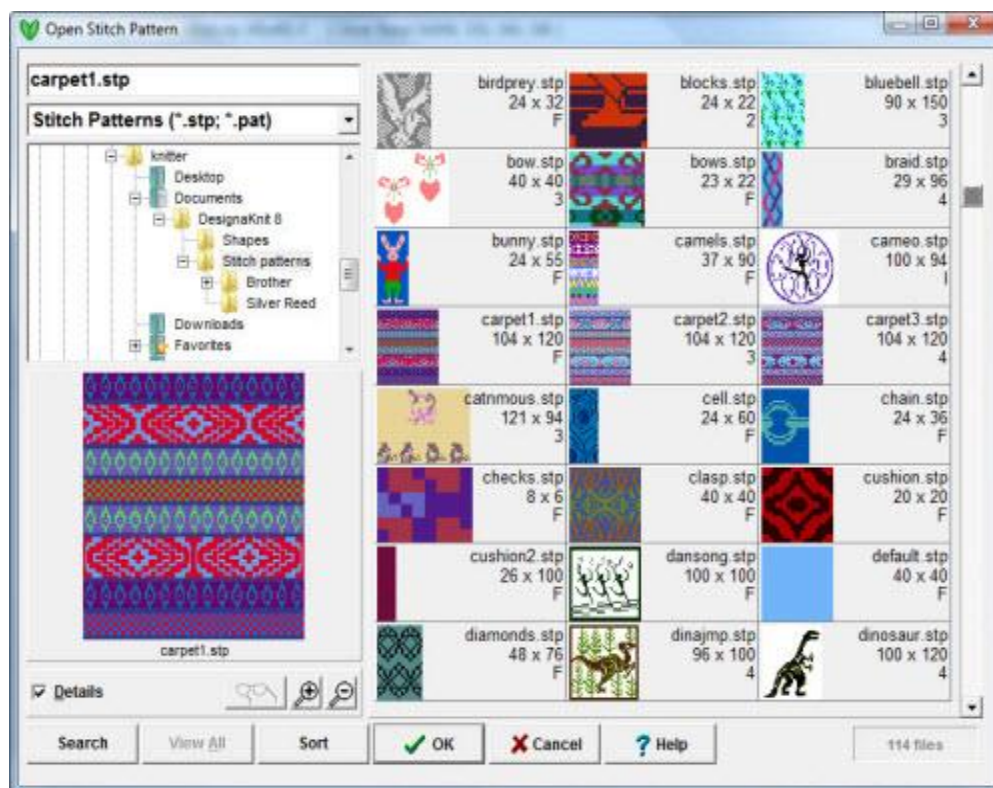 Open Stitch Pattern
carpet1.stp
Stitch Patterns (*.stp; *.pat)
knitter
Desktop
Documents
DesignaKnit 8
Shapes
Stitch patterns
Brother
Silver Reed
Downloads
Favorites
carpet1.stp
Details
birdprey.stp
24 x 32
F
blocks.stp
24 x 22
2
bluebell.stp
90 x 150
3
bow.stp
40 x 40
3
bows.stp
23 x 22
F
braid.stp
29 x 96
4
bunny.stp
24 x 55
F
camels.stp
37 x 90
F
cameo.stp
100 x 94
I
carpet1.stp
104 x 120
F
carpet2.stp
104 x 120
3
carpet3.stp
104 x 120
4
catnmous.stp
121 x 94
3
cell.stp
24 x 60
F
chain.stp
24 x 36
F
checks.stp
8 x 6
F
clasp.stp
40 x 40
F
cushion.stp
20 x 20
F
cushion2.stp
26 x 100
F
dansong.stp
100 x 100
F
default.stp
40 x 40
F
diamonds.stp
48 x 76
F
dinajmp.stp
96 x 100
4
dinosaur.stp
100 x 120
4
Search
View All
Sort
OK
Cancel
Help
114 files